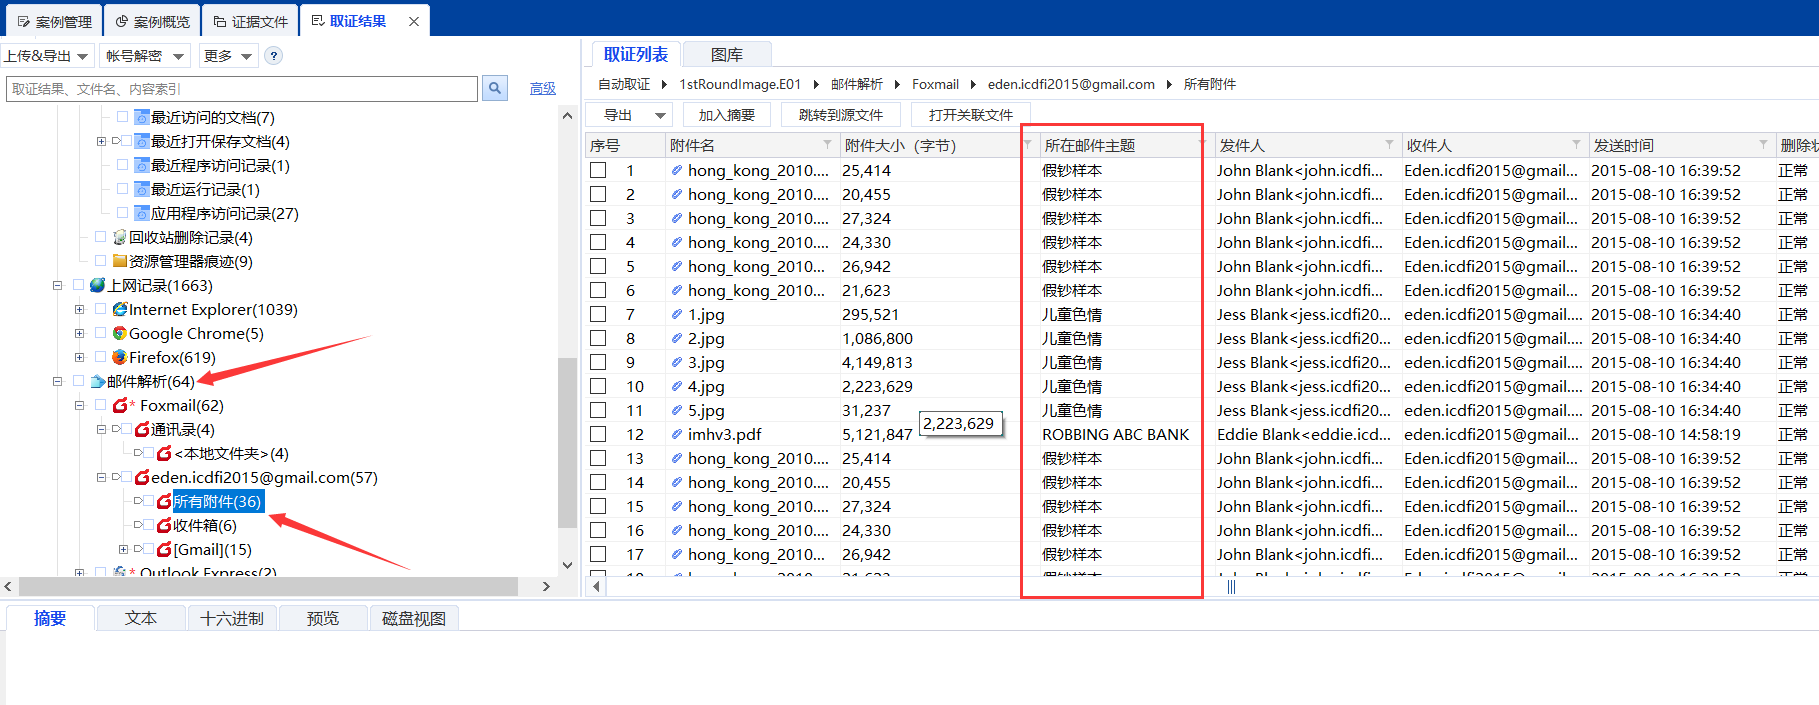 案例管理 案例概览 证据文件 取证结果
上传&导出 帐号解密 更多 ?
取证结果、文件名、内容索引 高级
最近访问的文档(7)
最近打开保存文档(4)
最近程序访问记录(1)
最近运行记录(1)
应用程序访问记录(27)
回收站删除记录(4)
资源管理器痕迹(9)
上网记录(1663)
Internet Explorer(1039)
Google Chrome(5)
Firefox(619)
邮件解析(64)
* Foxmail(62)
通讯录(4)
<本地文件夹>(4)
eden.icdfi2015@gmail.com(57)
所有附件(36)
收件箱(6)
[Gmail](15)
* Outlook Express(2)
取证列表 图库
自动取证 1stRoundImage.E01 邮件解析 Foxmail eden.icdfi2015@gmail.com 所有附件
导出 加入摘要 跳转到源文件 打开关联文件
序号 附件名 附件大小（字节） 所在邮件主题 发件人 收件人 发送时间 删除状
1 hong_kong_2010.... 25,414 假钞样本 John Blank<john.icdfi... Eden.icdfi2015@gmail... 2015-08-10 16:39:52 正常
2 hong_kong_2010.... 20,455 假钞样本 John Blank<john.icdfi... Eden.icdfi2015@gmail... 2015-08-10 16:39:52 正常
3 hong_kong_2010.... 27,324 假钞样本 John Blank<john.icdfi... Eden.icdfi2015@gmail... 2015-08-10 16:39:52 正常
4 hong_kong_2010... 24,330 假钞样本 John Blank<john.icdfi... Eden.icdfi2015@gmail... 2015-08-10 16:39:52 正常
5 hong_kong_2010... 26,942 假钞样本 John Blank<john.icdfi... Eden.icdfi2015@gmail... 2015-08-10 16:39:52 正常
6 hong_kong_2010... 21,623 假钞样本 John Blank<john.icdfi... Eden.icdfi2015@gmail... 2015-08-10 16:39:52 正常
7 1.jpg 295,521 儿童色情 Jess Blank<jess.icdfi20... eden.icdfi2015@gmail.... 2015-08-10 16:34:40 正常
8 2.jpg 1,086,800 儿童色情 Jess Blank<jess.icdfi20... eden.icdfi2015@gmail.... 2015-08-10 16:34:40 正常
9 3.jpg 4,149,813 儿童色情 Jess Blank<jess.icdfi20... eden.icdfi2015@gmail.... 2015-08-10 16:34:40 正常
10 4.jpg 2,223,629 儿童色情 Jess Blank<jess.icdfi20... eden.icdfi2015@gmail.... 2015-08-10 16:34:40 正常
11 5.jpg 31,237 儿童色情 Jess Blank<jess.icdfi20... eden.icdfi2015@gmail.... 2015-08-10 16:34:40 正常
2,223,629
12 imhv3.pdf 5,121,847 ROBBING ABC BANK Eddie Blank<eddie.icd... eden.icdfi2015@gmail.... 2015-08-10 14:58:19 正常
13 hong_kong_2010.... 25,414 假钞样本 John Blank<john.icdfi... Eden.icdfi2015@gmail... 2015-08-10 16:39:52 正常
14 hong_kong_2010.... 20,455 假钞样本 John Blank<john.icdfi... Eden.icdfi2015@gmail... 2015-08-10 16:39:52 正常
15 hong_kong_2010.... 27,324 假钞样本 John Blank<john.icdfi... Eden.icdfi2015@gmail... 2015-08-10 16:39:52 正常
16 hong_kong_2010... 24,330 假钞样本 John Blank<john.icdfi... Eden.icdfi2015@gmail... 2015-08-10 16:39:52 正常
17 hong_kong_2010... 26,942 假钞样本 John Blank<john.icdfi... Eden.icdfi2015@gmail... 2015-08-10 16:39:52 正常
摘要 文本 十六进制 预览 磁盘视图